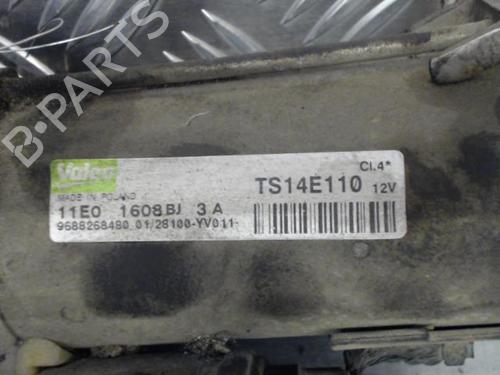 B-PARTS
Valeo
MADE IN POLAND
11E0 1608BJ 3 A
9688268480 01/28100-YV011
Cl.4*
TS14E110 12V